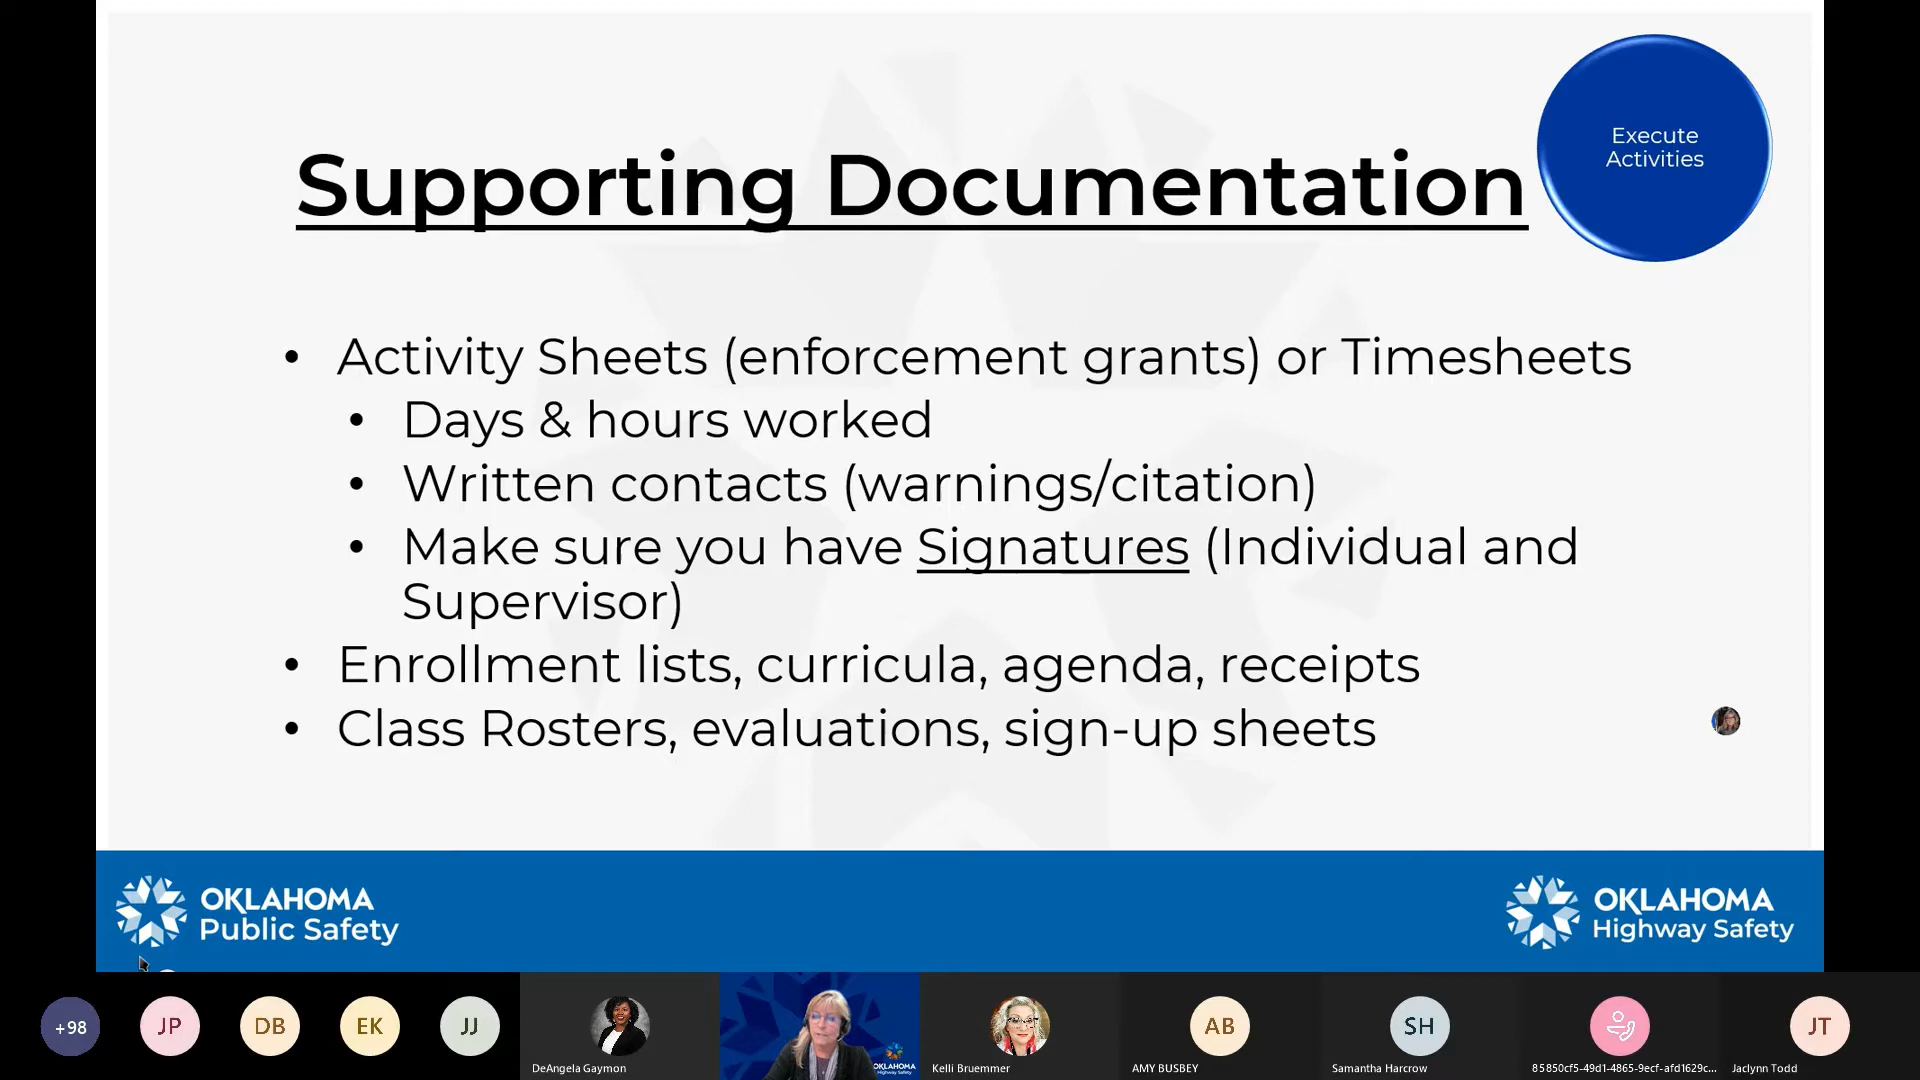 Execute
Activities
Supporting Documentation
• Activity Sheets (enforcement grants) or Timesheets
• Days & hours worked
• Written contacts (warnings/citation)
• Make sure you have Signatures (Individual and
Supervisor)
• Enrollment lists, curricula, agenda, receipts
• Class Rosters, evaluations, sign-up sheets
OKLAHOMA
Public Safety
OKLAHOMA
Highway Safety
+98
JP
DB
EK
JJ
DeAngela Gaymon
OKLAHOMA
Highway Safety
Kelli Bruemmer
AB
AMY BUSBEY
SH
Samantha Harcrow
85850cf5-49d1-4865-9ecf-afd1629c...
JT
Jaclynn Todd